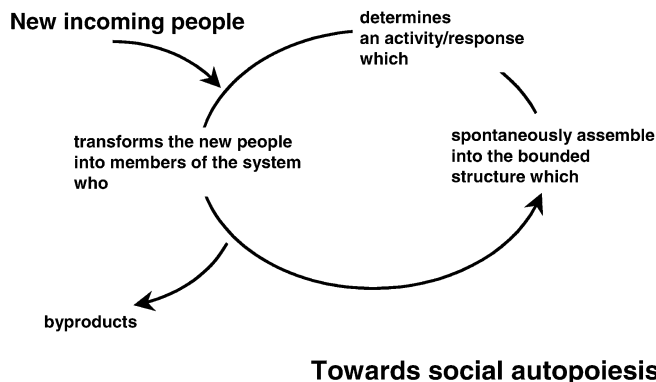 New incoming people
determines
an activity/response
which
transforms the new people
into members of the system
who
spontaneously assemble
into the bounded
structure which
byproducts
Towards social autopoiesis